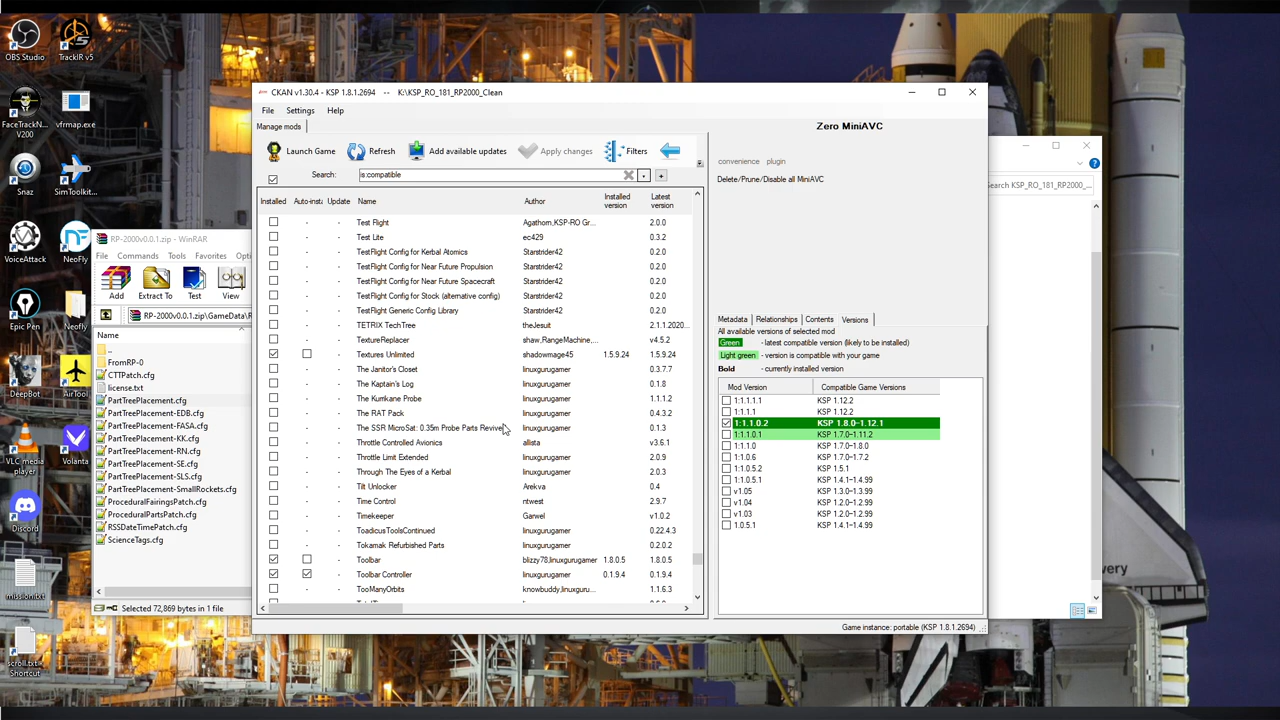 OBS Studio
TrackIR v5
FaceTrackN...
V200
vfrmap.exe
Snaz
SimToolkit...
VoiceAttack
NeoFly
Epic Pen
Neofly
DeepBot
AirTool
VLC media
player
Volanta
Discord
mission.txt
scroll.txt -
Shortcut
RP-2000v0.0.1.zip - WinRAR
File Commands Tools Favorites Opti
Add Extract To Test View
RP-2000v0.0.1.zip\GameData\R
Name
..
FromRP-0
CTTPatch.cfg
license.txt
PartTreePlacement.cfg
PartTreePlacement-EDB.cfg
PartTreePlacement-FASA.cfg
PartTreePlacement-KK.cfg
PartTreePlacement-RN.cfg
PartTreePlacement-SE.cfg
PartTreePlacement-SLS.cfg
PartTreePlacement-SmallRockets.cfg
ProceduralFairingsPatch.cfg
ProceduralPartsPatch.cfg
RSSDateTimePatch.cfg
ScienceTags.cfg
Selected 72,869 bytes in 1 file
CKAN v1.30.4 - KSP 1.8.1.2694 -- K:\KSP_RO_181_RP2000_Clean
File Settings Help
Manage mods
Launch Game Refresh Add available updates Apply changes Filters
Search: is:compatible
Installed Auto-insta Update Name Author Installed version Latest version
- - Test Flight Agathorn,KSP-RO Gr... 2.0.0
- - Test Lite ec429 0.3.2
- - TestFlight Config for Kerbal Atomics Starstrider42 0.2.0
- - TestFlight Config for Near Future Propulsion Starstrider42 0.2.0
- - TestFlight Config for Near Future Spacecraft Starstrider42 0.2.0
- - TestFlight Config for Stock (alternative config) Starstrider42 0.2.0
- - TestFlight Generic Config Library Starstrider42 0.2.0
- - TETRIX TechTree theJesuit 2.1.1.2020...
- - TextureReplacer shaw,RangeMachine,... v4.5.2
- Textures Unlimited shadowmage45 1.5.9.24 1.5.9.24
- - The Janitor's Closet linuxgurugamer 0.3.7.7
- - The Kaptain's Log linuxgurugamer 0.1.8
- - The Kurrikane Probe linuxgurugamer 1.1.1.2
- - The RAT Pack linuxgurugamer 0.4.3.2
- - The SSR MicroSat: 0.35m Probe Parts Revived linuxgurugamer 0.1.3
- - Throttle Controlled Avionics allista v3.6.1
- - Throttle Limit Extended linuxgurugamer 2.0.9
- - Through The Eyes of a Kerbal linuxgurugamer 2.0.3
- - Tilt Unlocker Arekva 0.4
- - Time Control ntwest 2.9.7
- - Timekeeper Garwel v1.0.2
- - ToadicusToolsContinued linuxgurugamer 0.22.4.3
- - Tokamak Refurbished Parts linuxgurugamer 0.2.0.2
- Toolbar blizzy78,linuxgurugamer 1.8.0.5 1.8.0.5
- Toolbar Controller linuxgurugamer 0.1.9.4 0.1.9.4
- - TooManyOrbits knowbuddy,linuxguru... 1.1.6.3
Zero MiniAVC
convenience plugin
Delete/Prune/Disable all MiniAVC
Metadata Relationships Contents Versions
All available versions of selected mod
Green - latest compatible version (likely to be installed)
Light green - version is compatible with your game
Bold - currently installed version
Mod Version Compatible Game Versions
1:1.1.1.1 KSP 1.12.2
1:1.1.1 KSP 1.12.2
1:1.1.0.2 KSP 1.8.0–1.12.1
1:1.1.0.1 KSP 1.7.0–1.11.2
1:1.1.0 KSP 1.7.0–1.8.0
1:1.0.6 KSP 1.7.0–1.7.2
1:1.0.5.2 KSP 1.5.1
1:1.0.5.1 KSP 1.4.1–1.4.99
v1.05 KSP 1.3.0–1.3.99
v1.04 KSP 1.2.0–1.2.99
v1.03 KSP 1.2.0–1.2.99
1.0.5.1 KSP 1.4.1–1.4.99
Game instance: portable (KSP 1.8.1.2694)
Search KSP_RO_181_RP2000_...